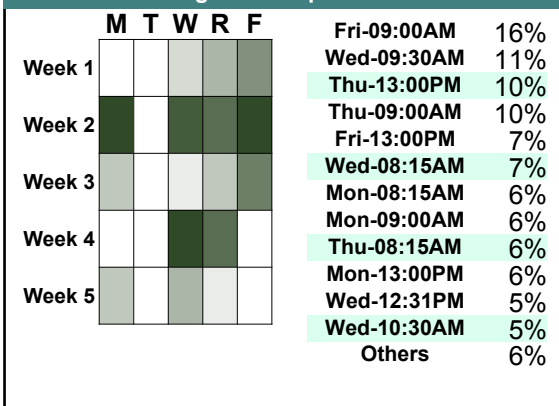 M T W R F
Week 1
Week 2
Week 3
Week 4
Week 5
Fri-09:00AM 16%
Wed-09:30AM 11%
Thu-13:00PM 10%
Thu-09:00AM 10%
Fri-13:00PM 7%
Wed-08:15AM 7%
Mon-08:15AM 6%
Mon-09:00AM 6%
Thu-08:15AM 6%
Mon-13:00PM 6%
Wed-12:31PM 5%
Wed-10:30AM 5%
Others 6%